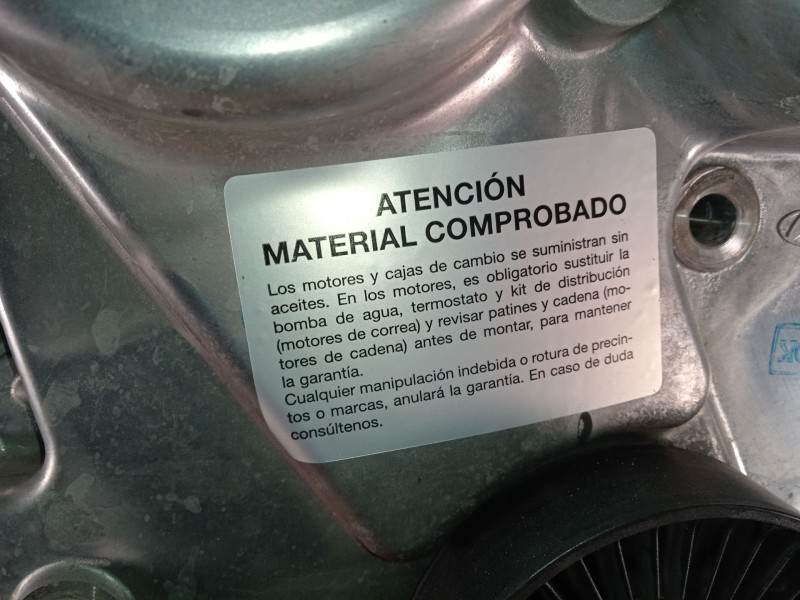 ATENCIÓN
MATERIAL COMPROBADO
Los motores y cajas de cambio se suministran sin
aceites. En los motores, es obligatorio sustituir la
bomba de agua, termostato y kit de distribución
(motores de correa) y revisar patines y cadena (mo-
tores de cadena) antes de montar, para mantener
la garantía.
Cualquier manipulación indebida o rotura de precin-
tos o marcas, anulará la garantía. En caso de duda
consúltenos.